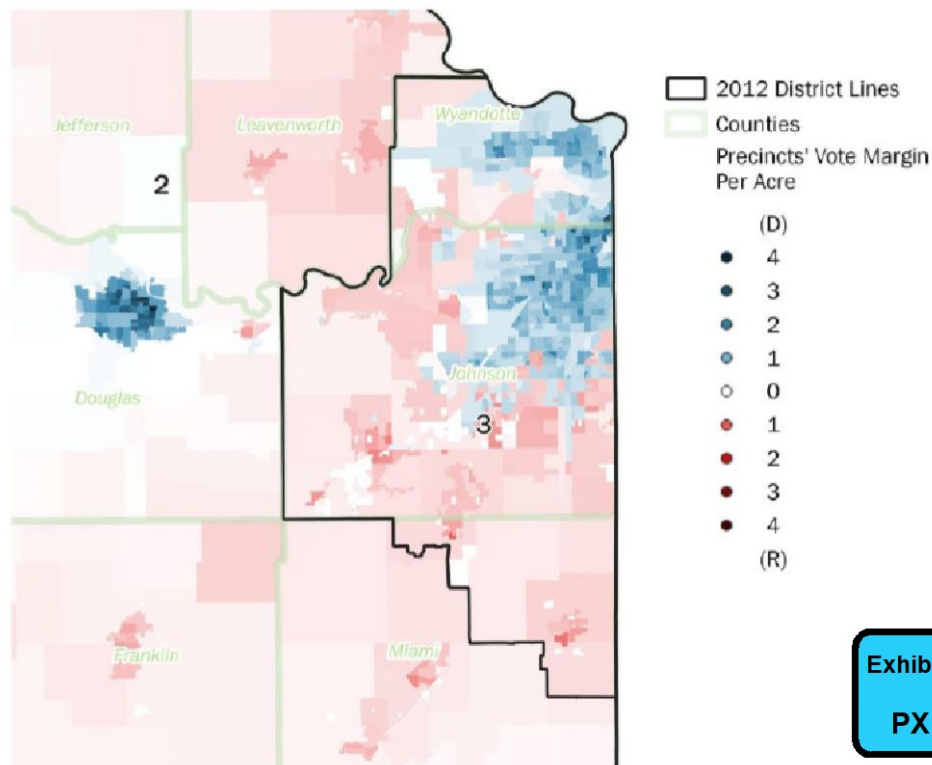 Jefferson
Leavenworth
Wyandotte
2
Douglas
Johnson
3
Franklin
Miami
2012 District Lines
Counties
Precincts' Vote Margin
Per Acre
(D)
4
3
2
1
0
1
2
3
4
(R)
Exhib
PX